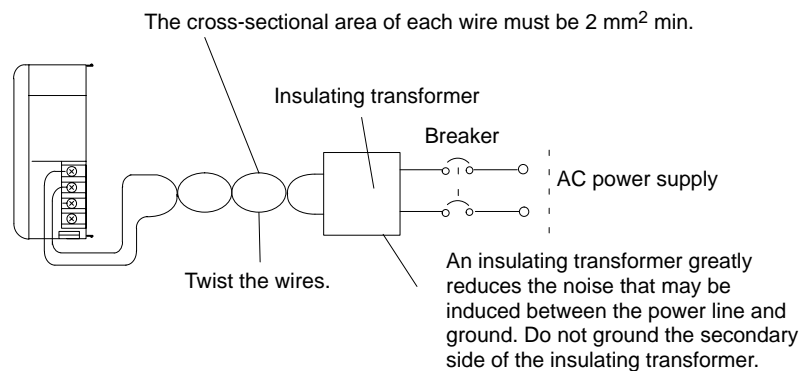 The cross-sectional area of each wire must be 2 mm² min.
Insulating transformer
Breaker
AC power supply
Twist the wires.
An insulating transformer greatly
reduces the noise that may be
induced between the power line and
ground. Do not ground the secondary
side of the insulating transformer.